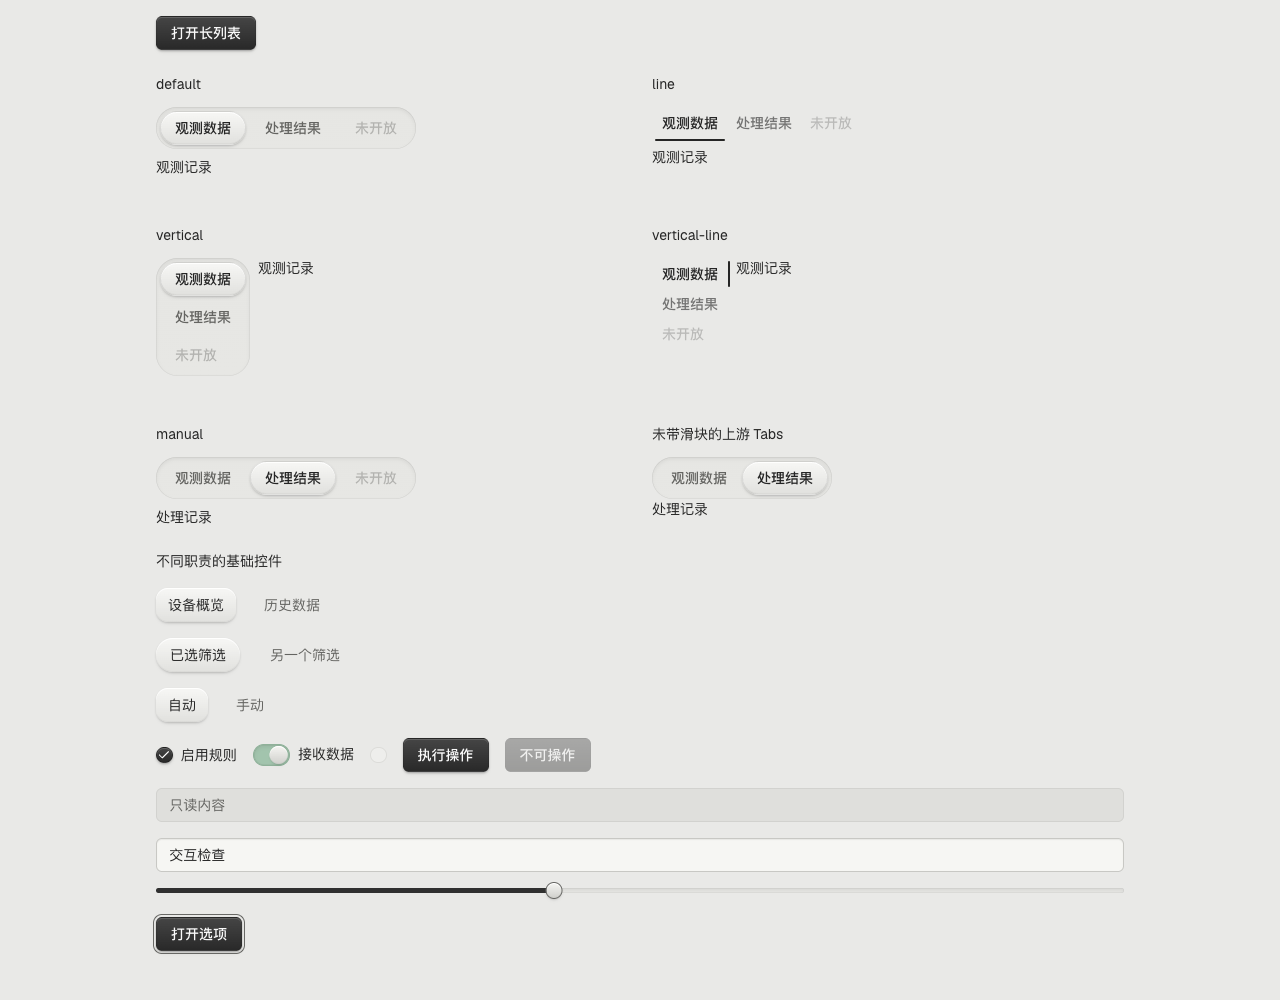 打开长列表
default
观测数据 处理结果 未开放
观测记录
line
观测数据 处理结果 未开放
观测记录
vertical
观测数据
处理结果
未开放
观测记录
vertical-line
观测数据
处理结果
未开放
观测记录
manual
观测数据 处理结果 未开放
处理记录
未带滑块的上游 Tabs
观测数据 处理结果
处理记录
不同职责的基础控件
设备概览 历史数据
已选筛选 另一个筛选
自动 手动
启用规则 接收数据 执行操作 不可操作
只读内容
交互检查
打开选项